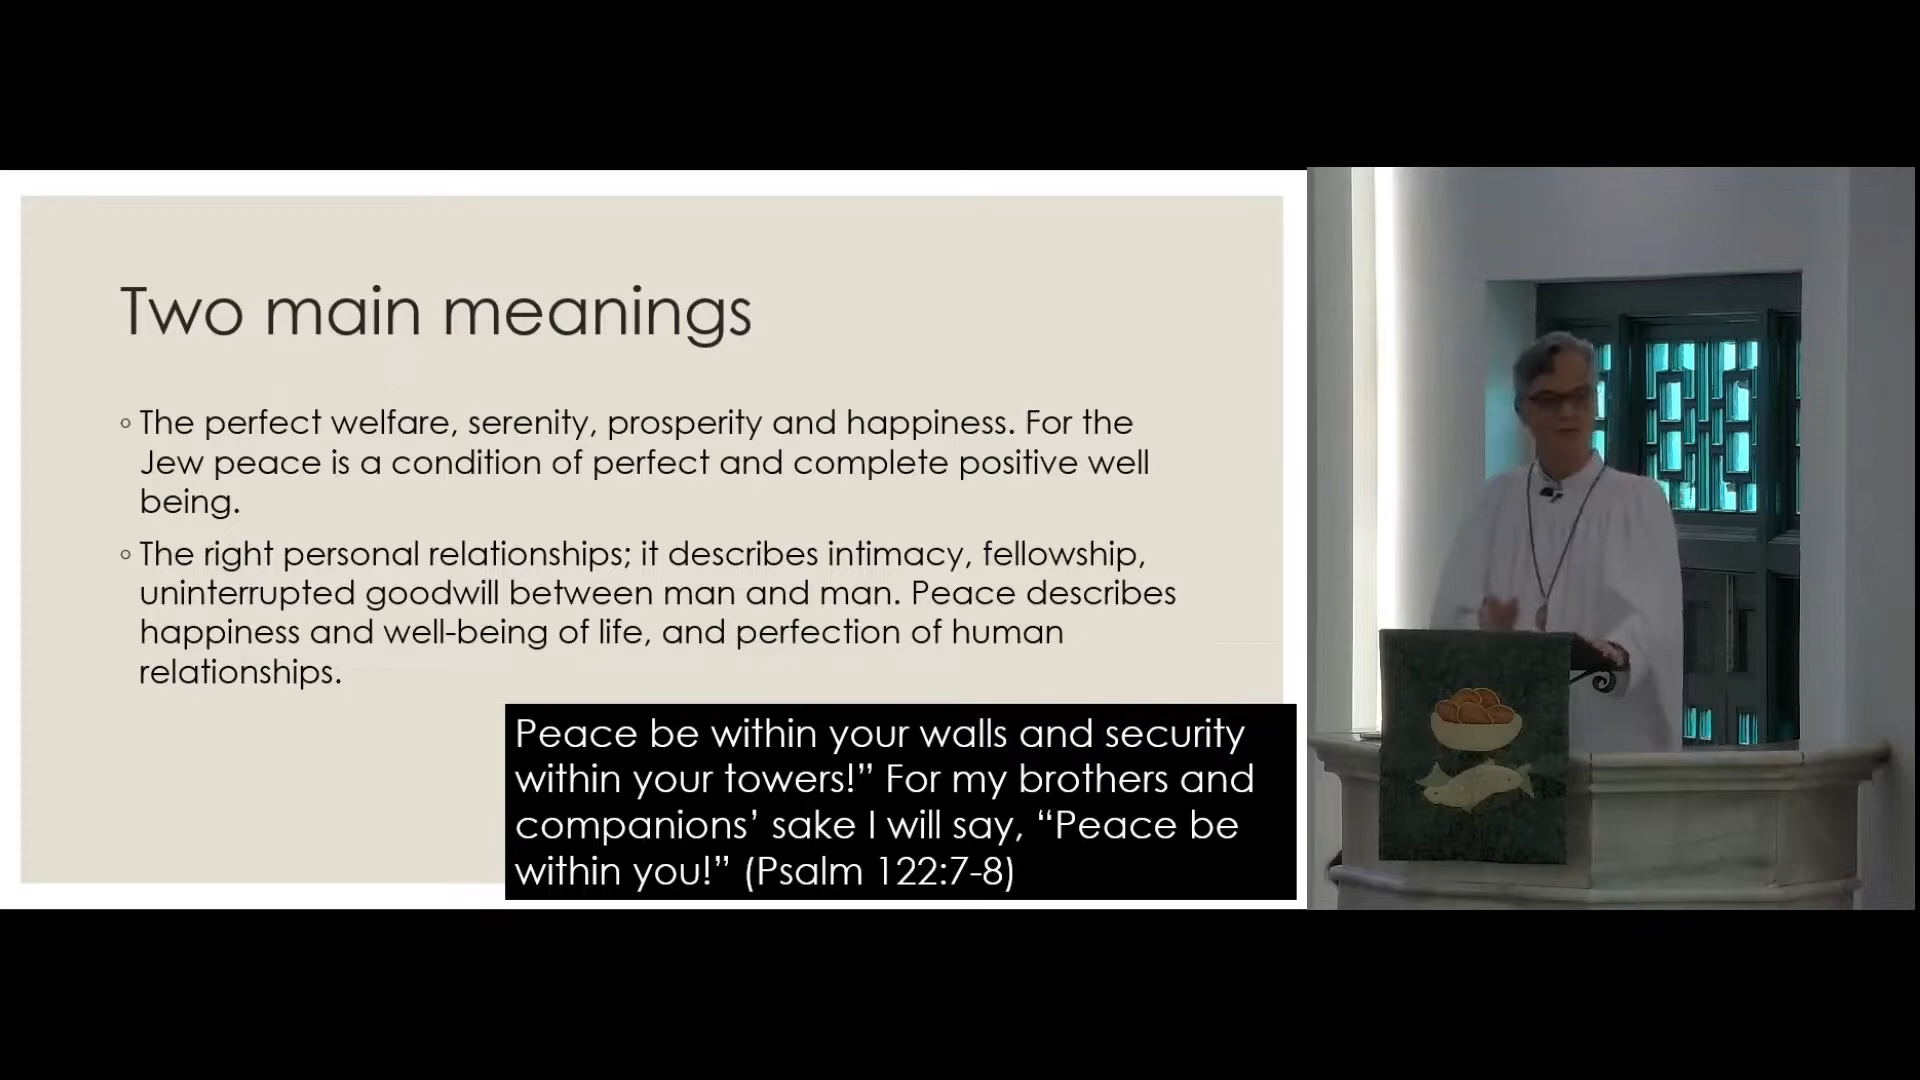 Two main meanings
◦ The perfect welfare, serenity, prosperity and happiness. For the
Jew peace is a condition of perfect and complete positive well
being.
◦ The right personal relationships; it describes intimacy, fellowship,
uninterrupted goodwill between man and man. Peace describes
happiness and well-being of life, and perfection of human
relationships.
Peace be within your walls and security
within your towers!” For my brothers and
companions’ sake I will say, “Peace be
within you!” (Psalm 122:7-8)